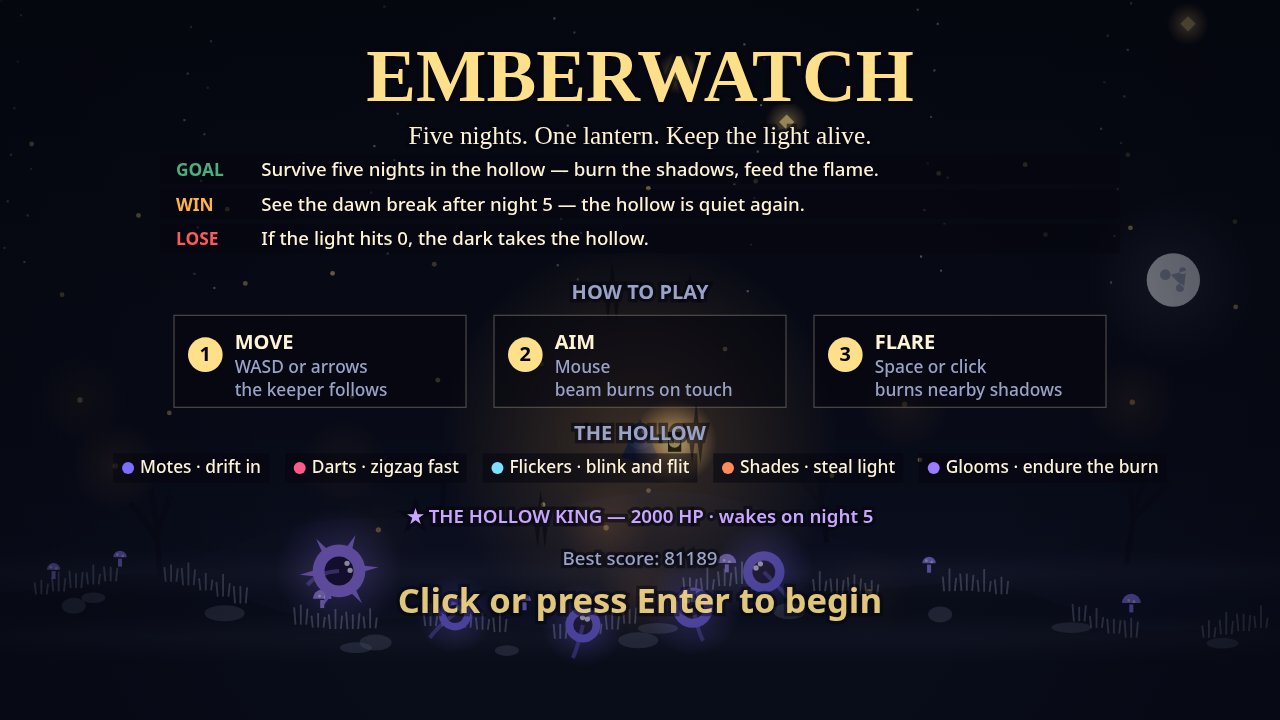 EMBERWATCH
Five nights. One lantern. Keep the light alive.
GOAL Survive five nights in the hollow — burn the shadows, feed the flame.
WIN See the dawn break after night 5 — the hollow is quiet again.
LOSE If the light hits 0, the dark takes the hollow.
HOW TO PLAY
1 MOVE
WASD or arrows
the keeper follows
2 AIM
Mouse
beam burns on touch
3 FLARE
Space or click
burns nearby shadows
THE HOLLOW
Motes · drift in
Darts · zigzag fast
Flickers · blink and flit
Shades · steal light
Glooms · endure the burn
★ THE HOLLOW KING — 2000 HP · wakes on night 5
Best score: 81189
Click or press Enter to begin